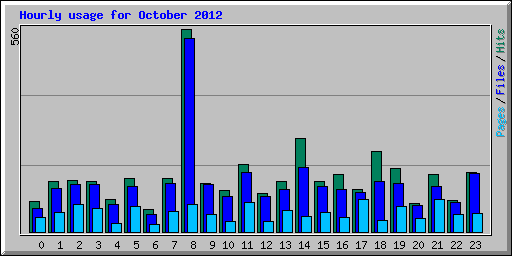 Hourly usage for October 2012
560
Pages / Files / Hits
0 1 2 3 4 5 6 7 8 9 10 11 12 13 14 15 16 17 18 19 20 21 22 23